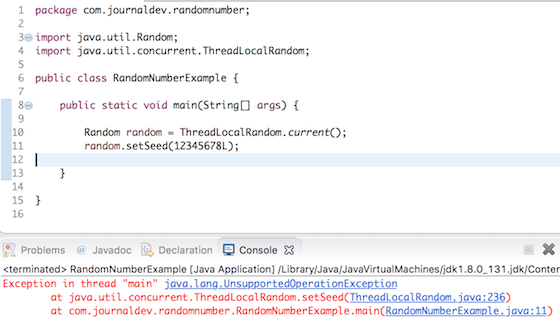 1 package com.journaldev.randomnumber;
2
3 import java.util.Random;
4 import java.util.concurrent.ThreadLocalRandom;
5
6 public class RandomNumberExample {
7
8 public static void main(String[] args) {
9
10 Random random = ThreadLocalRandom.current();
11 random.setSeed(12345678L);
12
13 }
14
15 }
16
Problems @ Javadoc Declaration Console
<terminated> RandomNumberExample [Java Application] /Library/Java/JavaVirtualMachines/jdk1.8.0_131.jdk/Conter
Exception in thread "main" java.lang.UnsupportedOperationException
at java.util.concurrent.ThreadLocalRandom.setSeed(ThreadLocalRandom.java:236)
at com.journaldev.randomnumber.RandomNumberExample.main(RandomNumberExample.java:11)